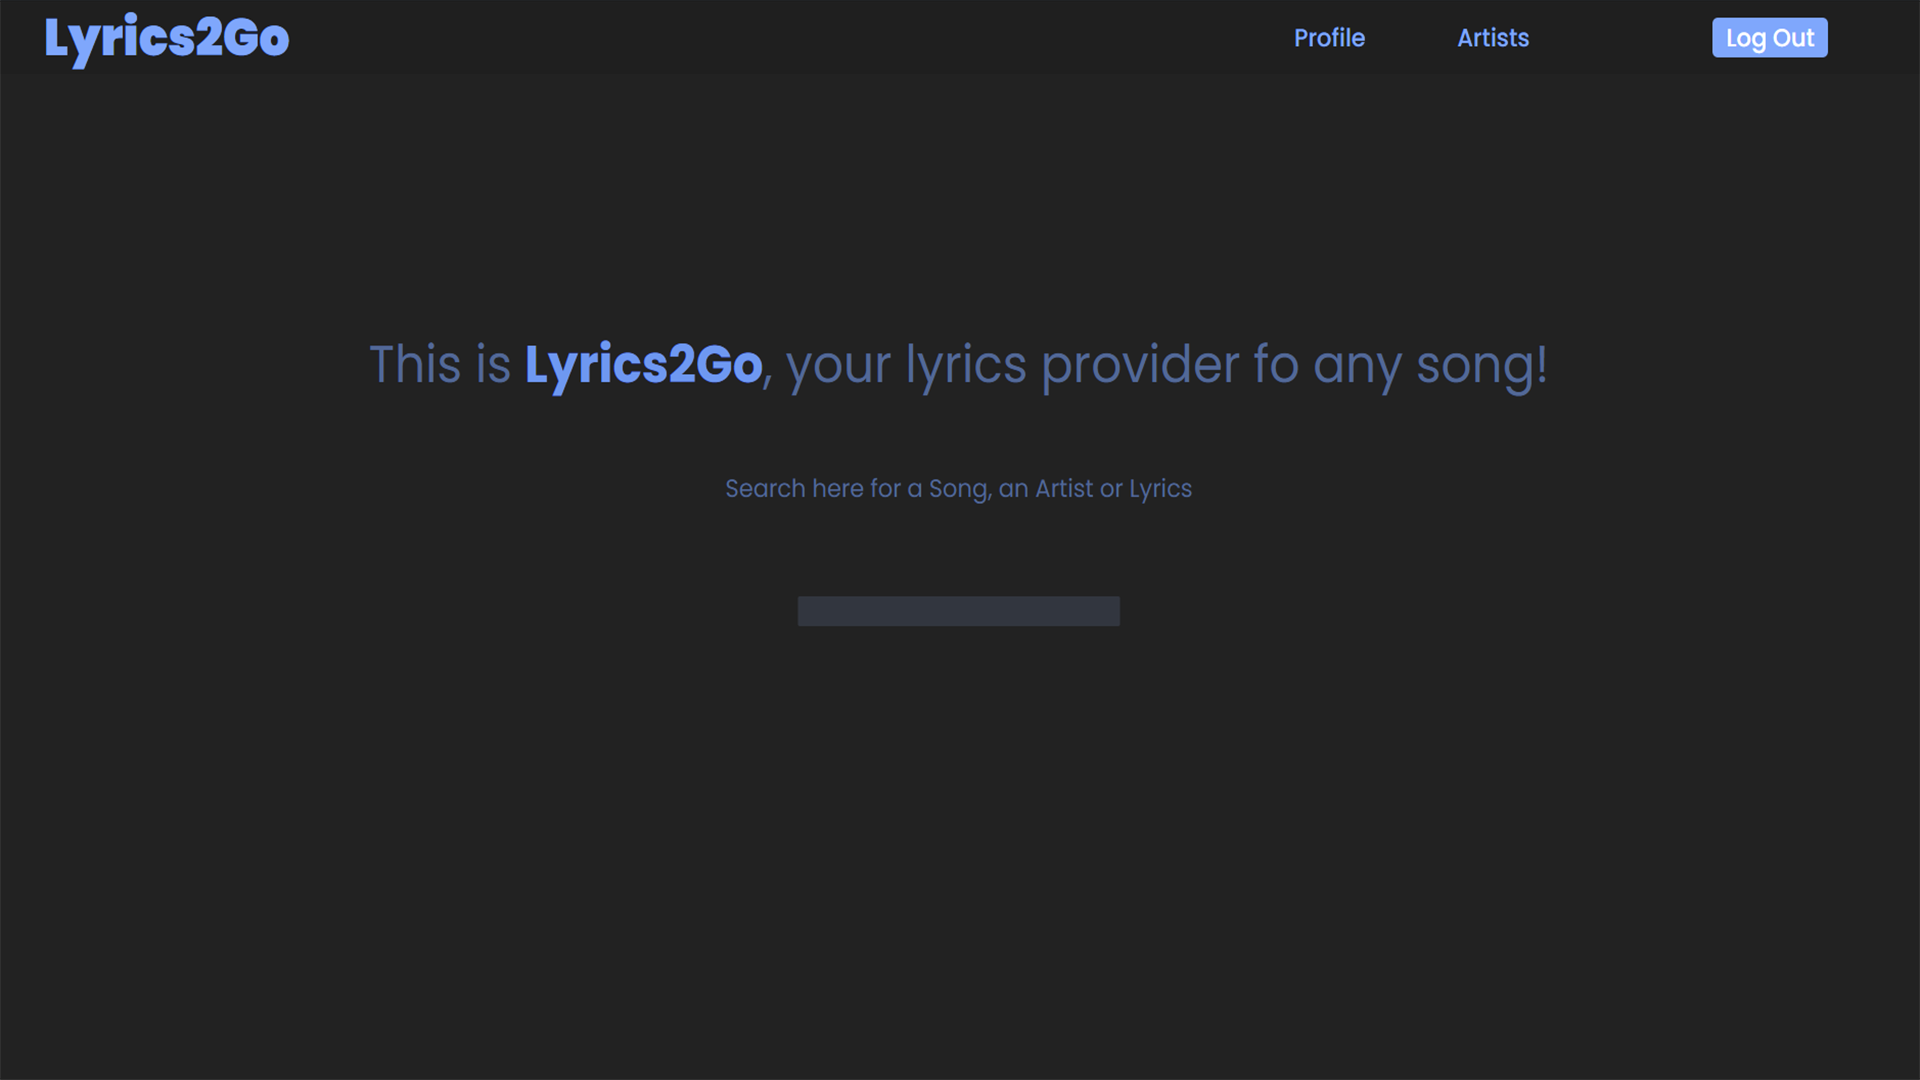 Lyrics2Go
Profile
Artists
Log Out
This is Lyrics2Go, your lyrics provider fo any song!
Search here for a Song, an Artist or Lyrics